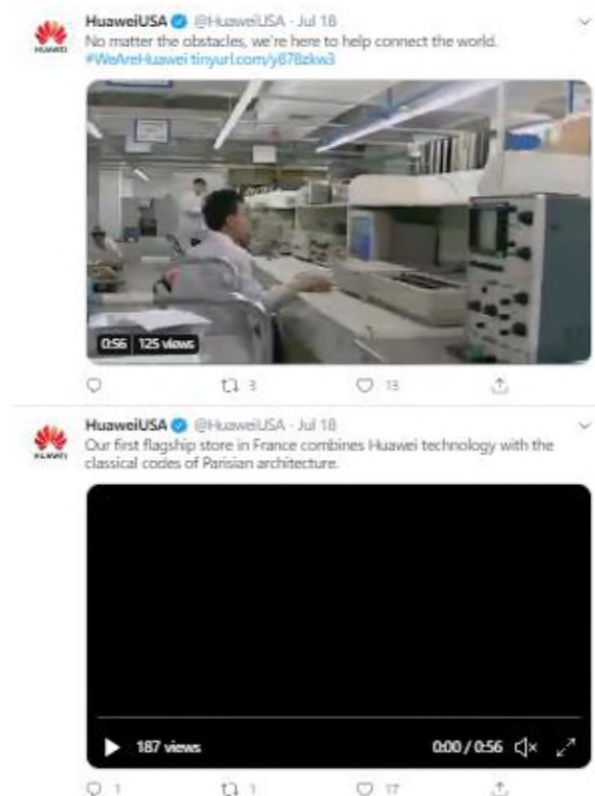 HuaweiUSA @HuaweiUSA · Jul 18
No matter the obstacles, we're here to help connect the world.
#WeAreHuawei tinyurl.com/y878zkw3
HUAWEI
0:56 125 views
3 13
HuaweiUSA @HuaweiUSA · Jul 18
Our first flagship store in France combines Huawei technology with the
HUAWEI
classical codes of Parisian architecture.
187 views 0:00 / 0:56
1 1 17